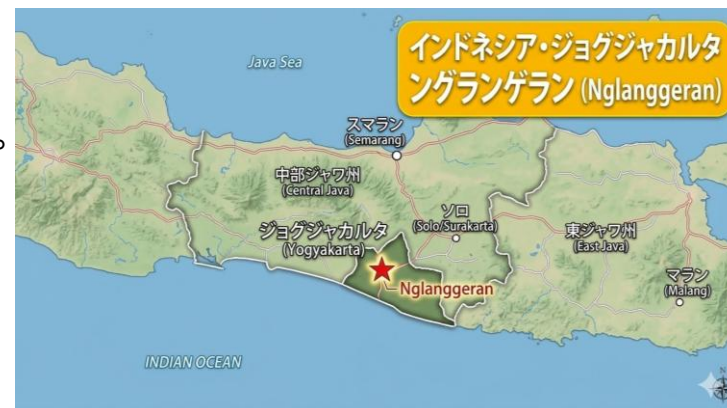 インドネシア・ジョグジャカルタ
ングランゲラン (Nglanggeran)
Java Sea
スマラン
(Semarang)
中部ジャワ州
(Central Java)
ソロ
(Solo/Surakarta)
ジョグジャカルタ
(Yogyakarta)
東ジャワ州
(East Java)
マラン
(Malang)
Nglanggeran
INDIAN OCEAN
N